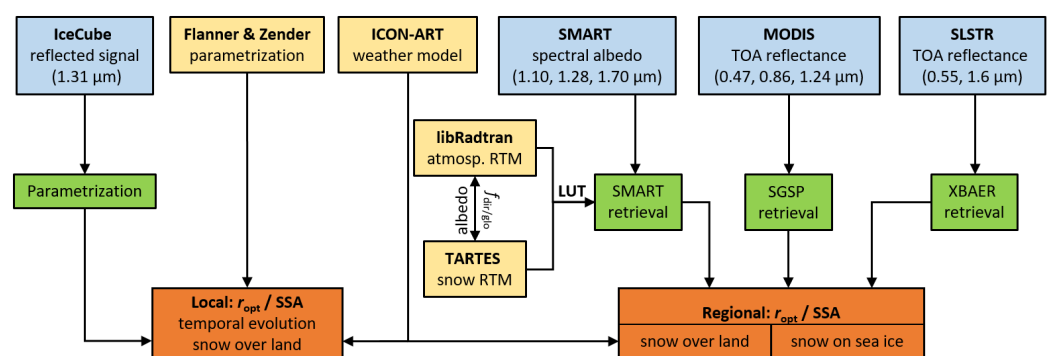 IceCube
reflected signal
(1.31 µm)
Flanner & Zender
parametrization
ICON-ART
weather model
SMART
spectral albedo
(1.10, 1.28, 1.70 µm)
MODIS
TOA reflectance
(0.47, 0.86, 1.24 µm)
SLSTR
TOA reflectance
(0.55, 1.6 µm)
libRadtran
atmosp. RTM
albedo
f dir/glo
TARTES
snow RTM
LUT
Parametrization
SMART
retrieval
SGSP
retrieval
XBAER
retrieval
Local: ropt / SSA
temporal evolution
snow over land
Regional: ropt / SSA
snow over land
snow on sea ice